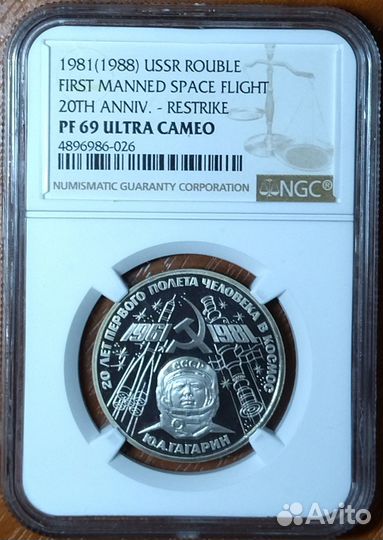 1981(1988) USSR ROUBLE
FIRST MANNED SPACE FLIGHT
20TH ANNIV. - RESTRIKE
PF 69 ULTRA CAMEO
4896986-026
NUMISMATIC GUARANTY CORPORATION NGC®
20 ЛЕТ ПЕРВОГО ПОЛЕТА ЧЕЛОВЕКА В КОСМОС
1961 1981
СССР
Ю.А.ГАГАРИН
Avito